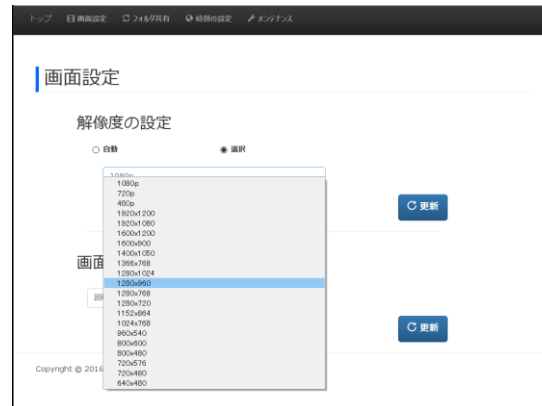 トップ 画面設定 フォルダ共有 時間の設定 メンテナンス
画面設定
解像度の設定
自動 選択
1080p
1080p
720p
480p
1920x1200
1920x1080
1600x1200
1600x900
1400x1050
1366x768
1280x1024
1280x960
1280x768
1280x720
1152x864
1024x768
960x540
800x600
800x480
720x576
720x480
640x480
更新
画面
更新
Copyright @ 2016